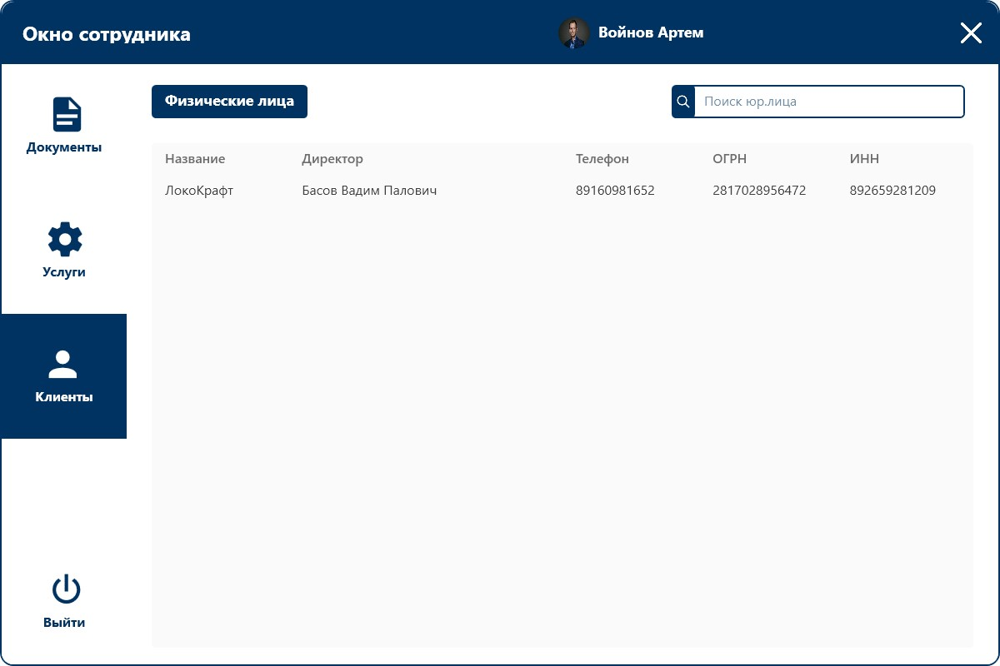 Окно сотрудника
Войнов Артем
Документы
Услуги
Клиенты
Выйти
Физические лица
Поиск юр.лица
Название Директор Телефон ОГРН ИНН
ЛокоКрафт Басов Вадим Палович 89160981652 2817028956472 892659281209